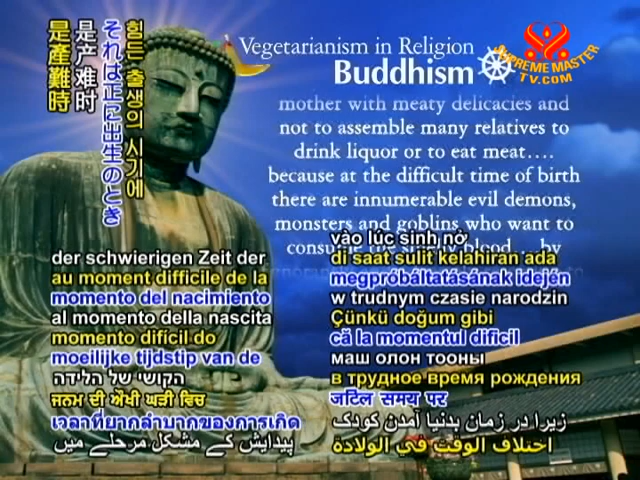 是產難時
是产难时
それは正に出生のとき
힘든 출생의 시기에
Vegetarianism in Religion
Buddhism
SUPREME MASTER
TV.COM
mother with meaty delicacies and
not to assemble many relatives to
drink liquor or to eat meat….
because at the difficult time of birth
there are innumerable evil demons,
monsters and goblins who want to
blood… by
der schwierigen Zeit der
au moment difficile de la
momento del nacimiento
al momento della nascita
momento difícil do
moeilijke tijdstip van de
הקושי של הלידה
ਜਨਮ ਦੀ ਔਖੀ ਘੜੀ ਵਿਚ
เวลาที่ยากลำบากของการเกิด
پیدایش کے مشکل مرحلے میں
vào lúc sinh nở
di saat sulit kelahiran ada
megpróbáltatásának idején
w trudnym czasie narodzin
Çünkü doğum gibi
că la momentul dificil
маш олон тооны
в трудное время рождения
जटिल समय पर
زیرا در زمان بدنیا آمدن کودک
اختلاف الوقت في الولادة